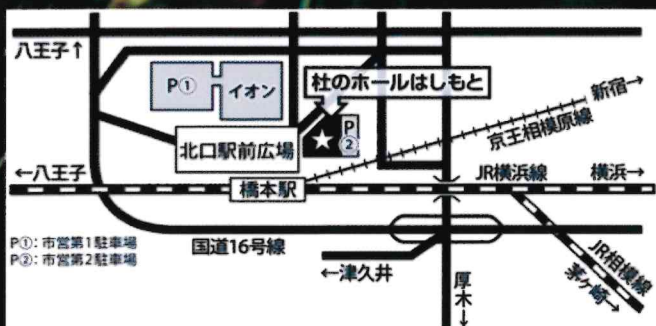 八王子↑
P①
イオン
杜のホールはしもと
新宿→
京王相模原線
北口駅前広場
P
②
←八王子
橋本駅
JR横浜線
横浜→
P①：市営第1駐車場
P②：市営第2駐車場
国道16号線
←津久井
厚木↓
JR相模線
茅ヶ崎→